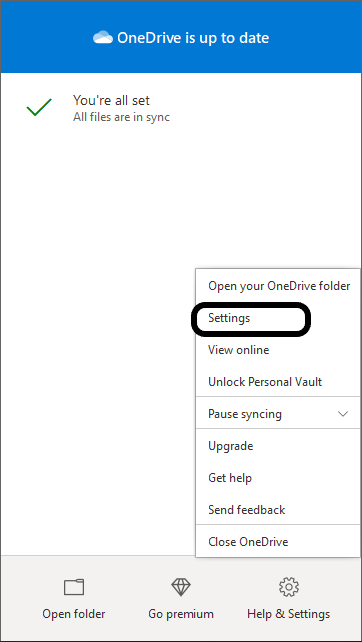 OneDrive is up to date
You're all set
All files are in sync
Open your OneDrive folder
Settings
View online
Unlock Personal Vault
Pause syncing
Upgrade
Get help
Send feedback
Close OneDrive
Open folder
Go premium
Help & Settings